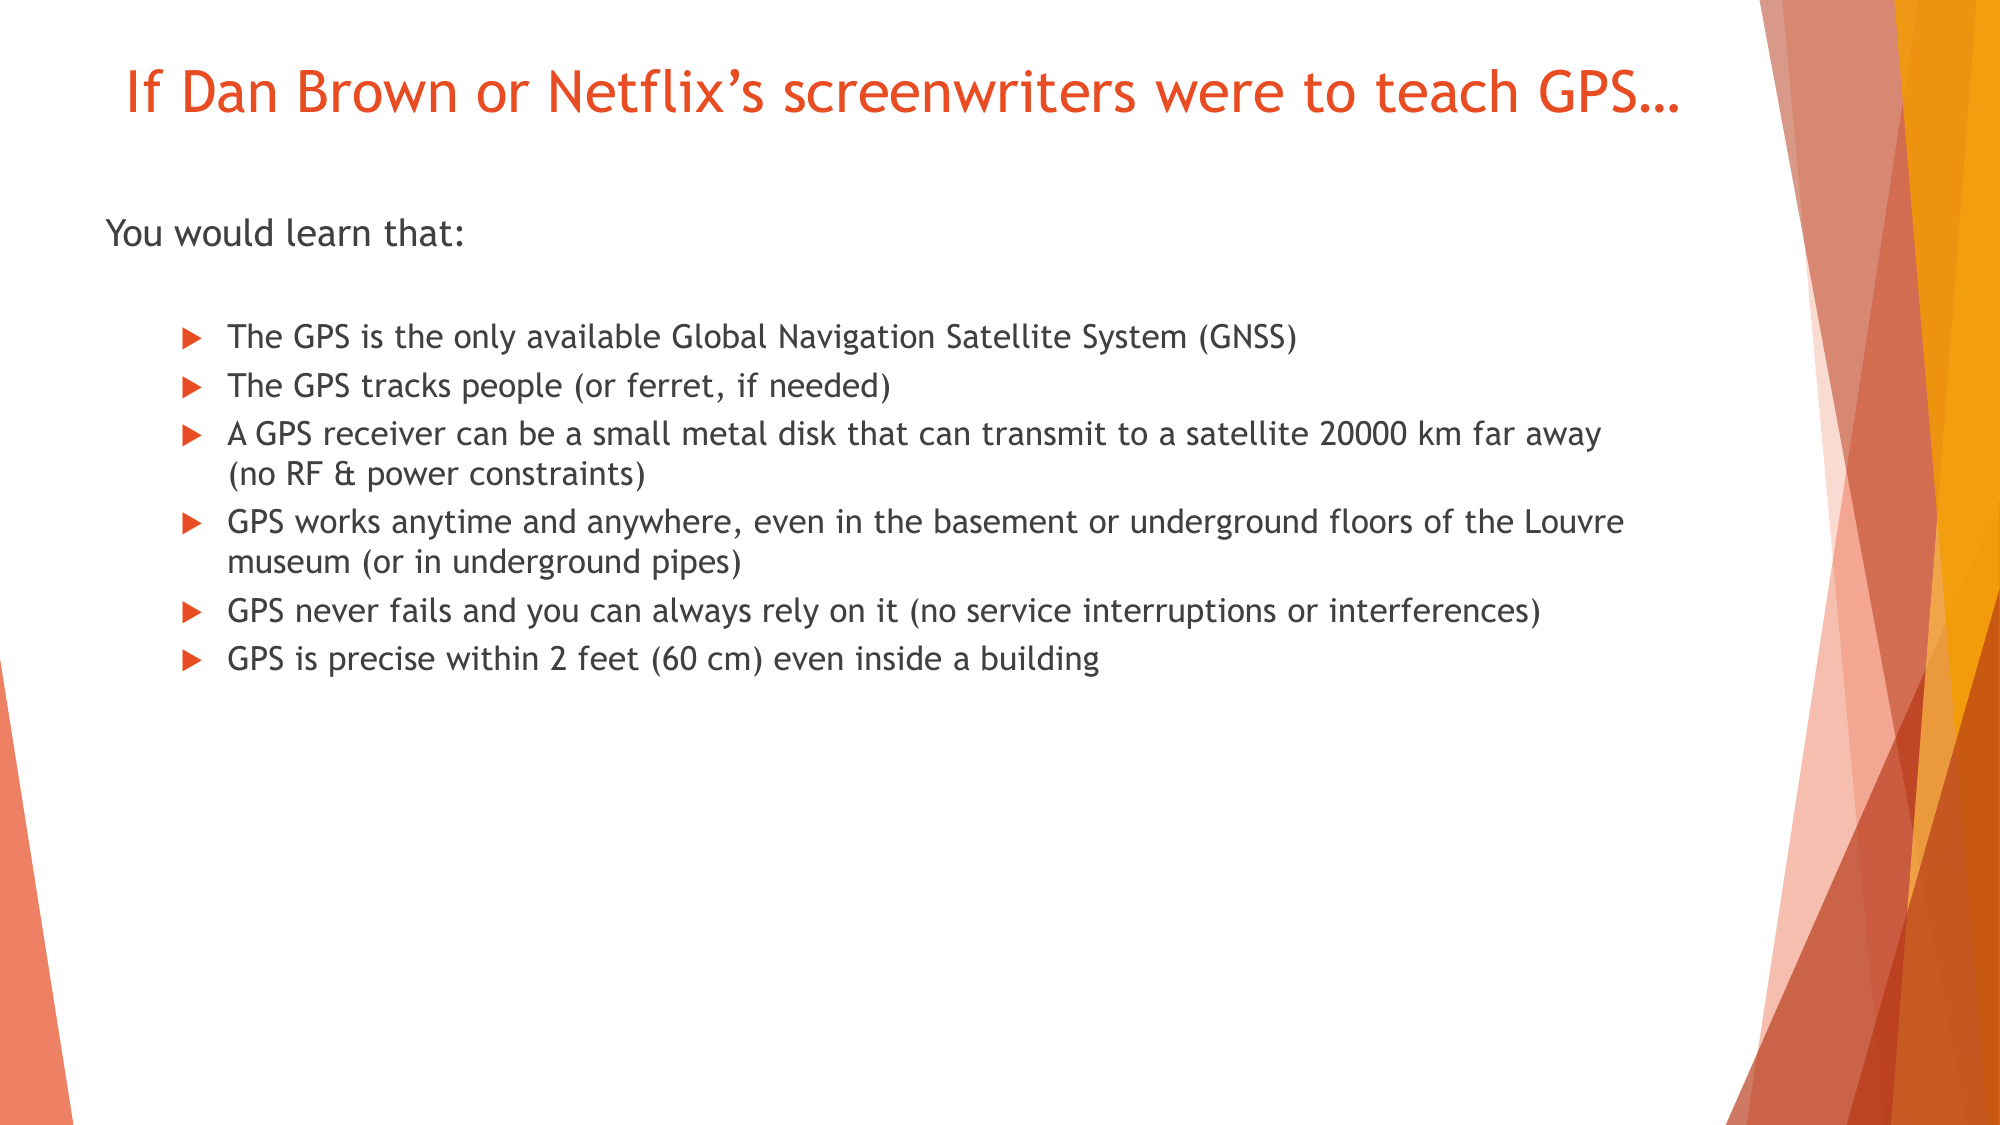 If Dan Brown or Netflix’s screenwriters were to teach GPS…
You would learn that:
The GPS is the only available Global Navigation Satellite System (GNSS)
The GPS tracks people (or ferret, if needed)
A GPS receiver can be a small metal disk that can transmit to a satellite 20000 km far away
(no RF & power constraints)
GPS works anytime and anywhere, even in the basement or underground floors of the Louvre
museum (or in underground pipes)
GPS never fails and you can always rely on it (no service interruptions or interferences)
GPS is precise within 2 feet (60 cm) even inside a building